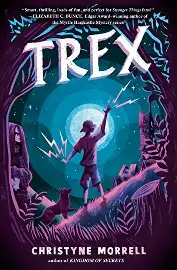 "Smart, thrilling, loads of fun, and perfect for Stranger Things fans!"
—ELIZABETH C. BUNCE, Edgar Award–winning author of
the Myrtle Hardcastle Mystery series
TREX
CHRISTYNE MORRELL
author of KINGDOM OF SECRETS